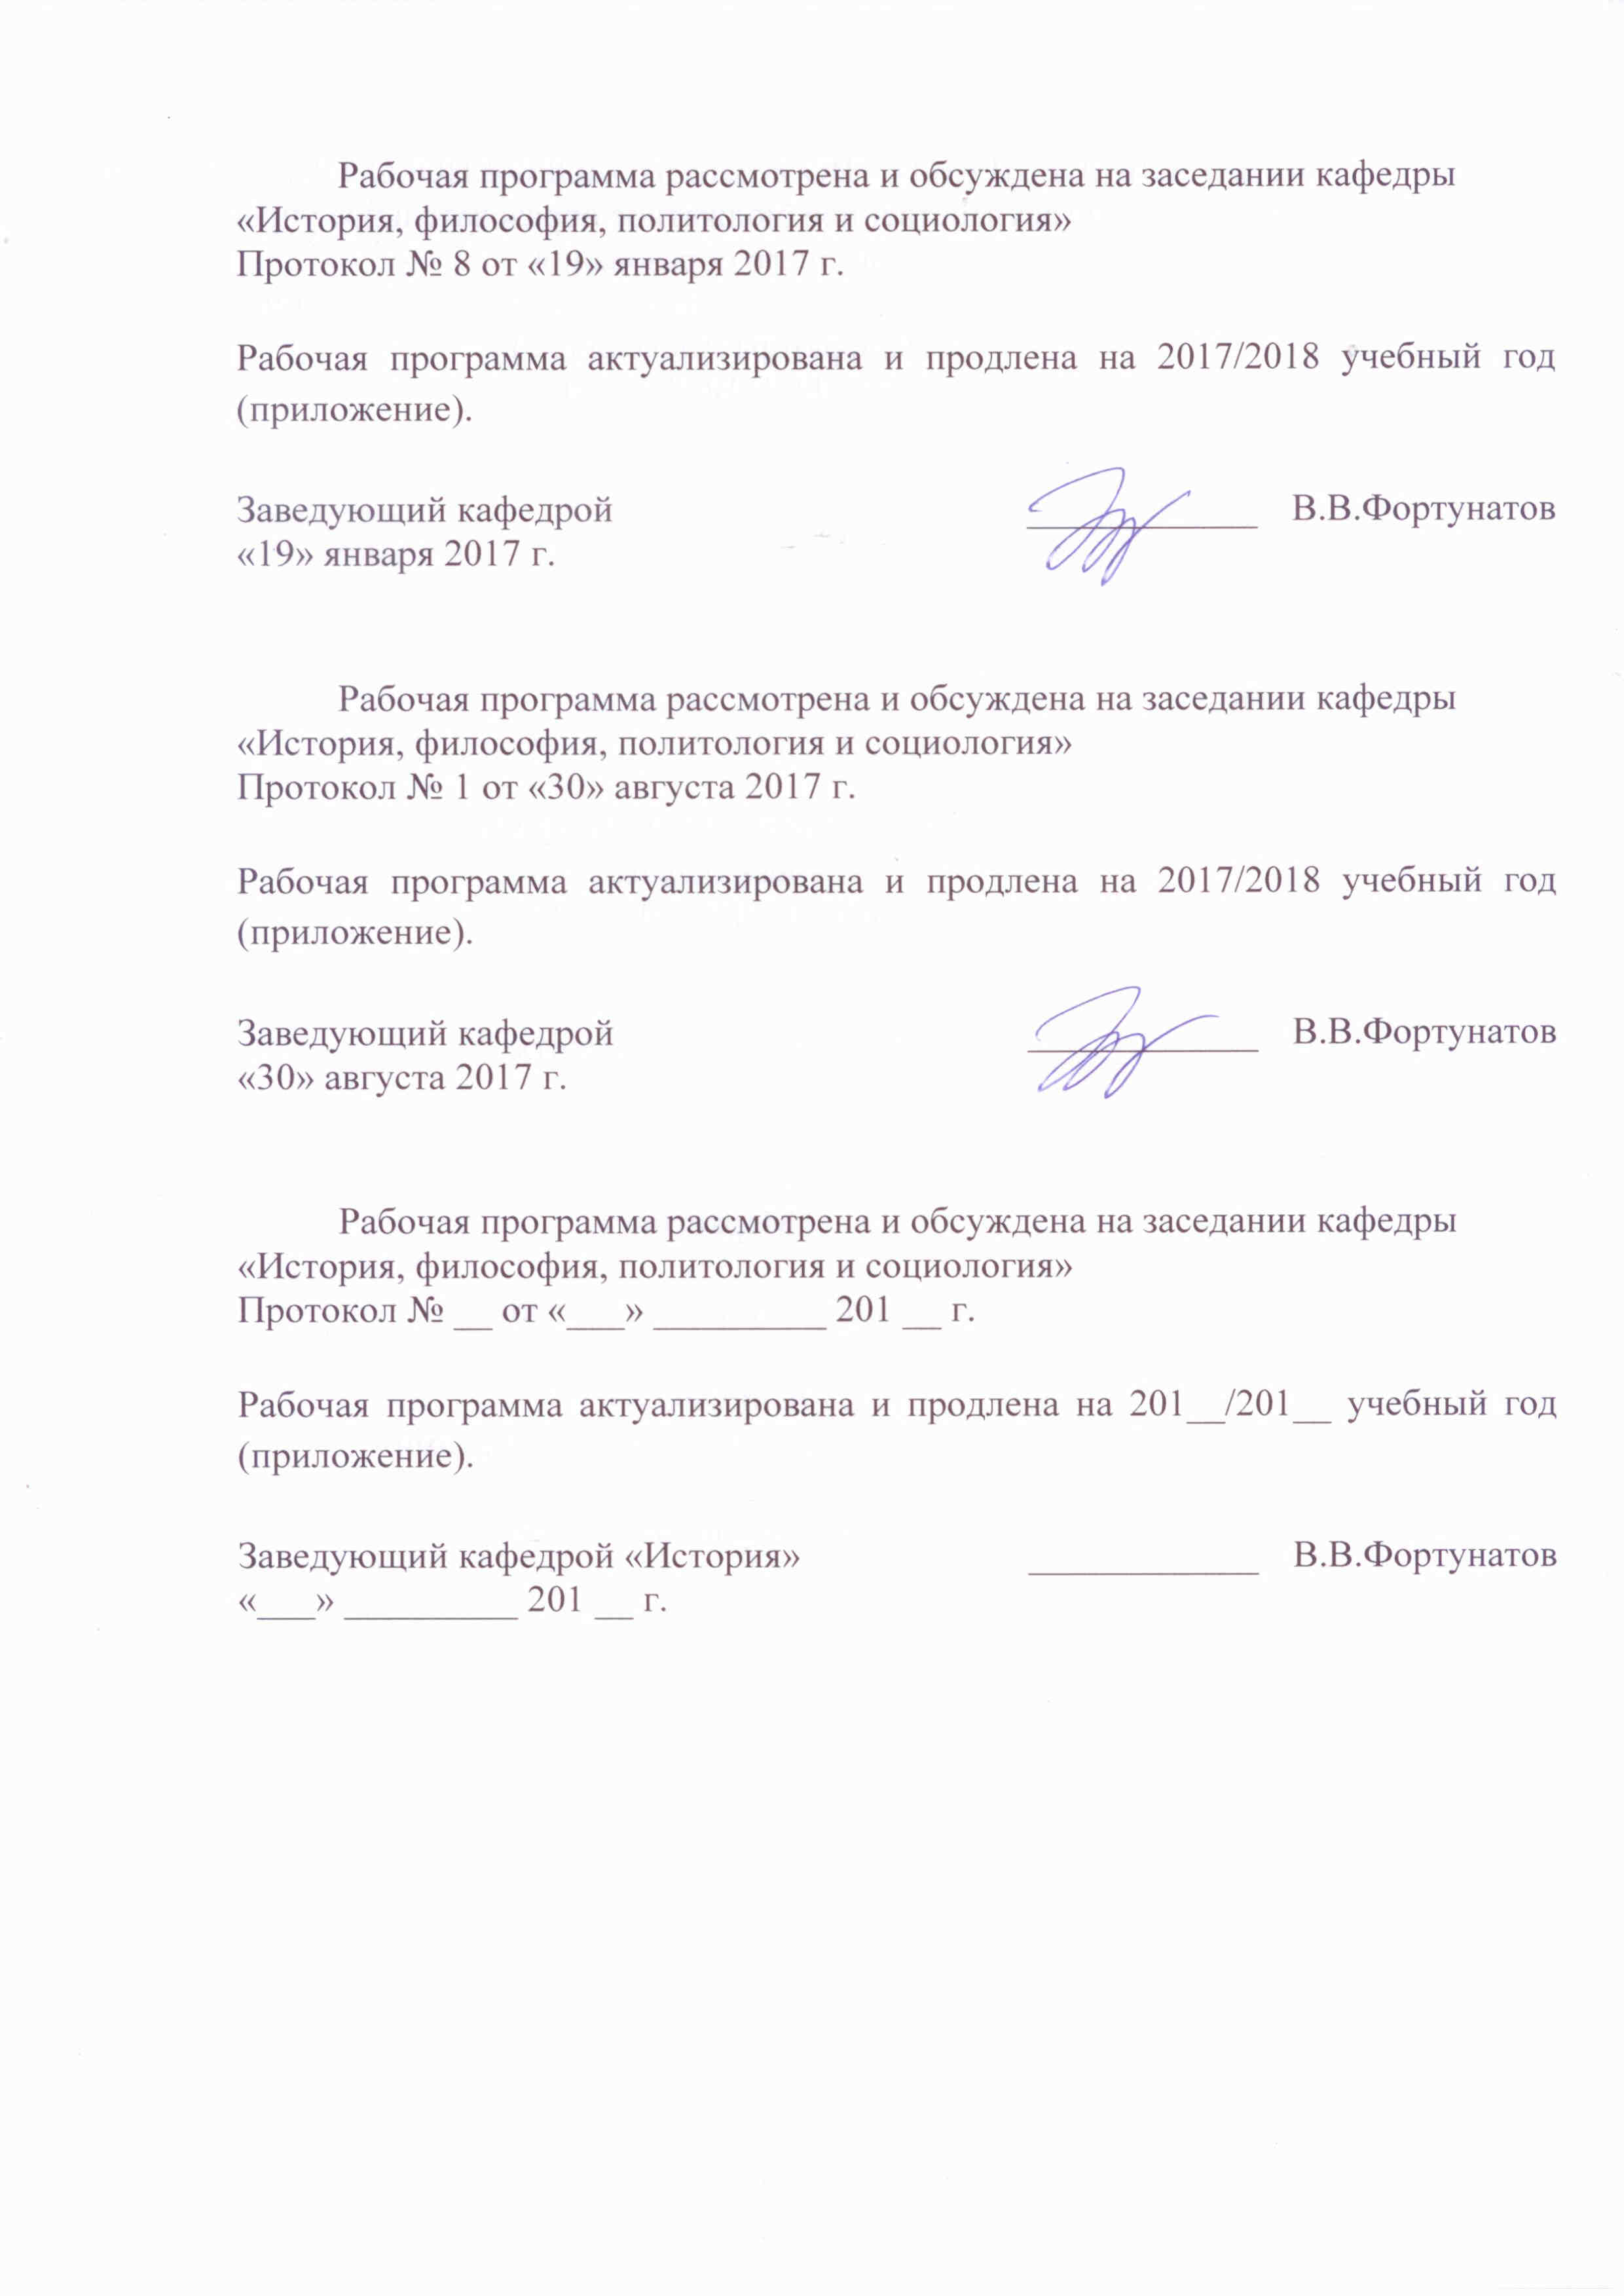 Рабочая программа рассмотрена и обсуждена на заседании кафедры
«История, философия, политология и социология»
Протокол № 8 от «19» января 2017 г.
Рабочая программа актуализирована и продлена на 2017/2018 учебный год
(приложение).
Заведующий кафедрой ____________ В.В.Фортунатов
«19» января 2017 г.
Рабочая программа рассмотрена и обсуждена на заседании кафедры
«История, философия, политология и социология»
Протокол № 1 от «30» августа 2017 г.
Рабочая программа актуализирована и продлена на 2017/2018 учебный год
(приложение).
Заведующий кафедрой ____________ В.В.Фортунатов
«30» августа 2017 г.
Рабочая программа рассмотрена и обсуждена на заседании кафедры
«История, философия, политология и социология»
Протокол № __ от «___» _________ 201 __ г.
Рабочая программа актуализирована и продлена на 201__/201__ учебный год
(приложение).
Заведующий кафедрой «История» ____________ В.В.Фортунатов
«___» _________ 201 __ г.